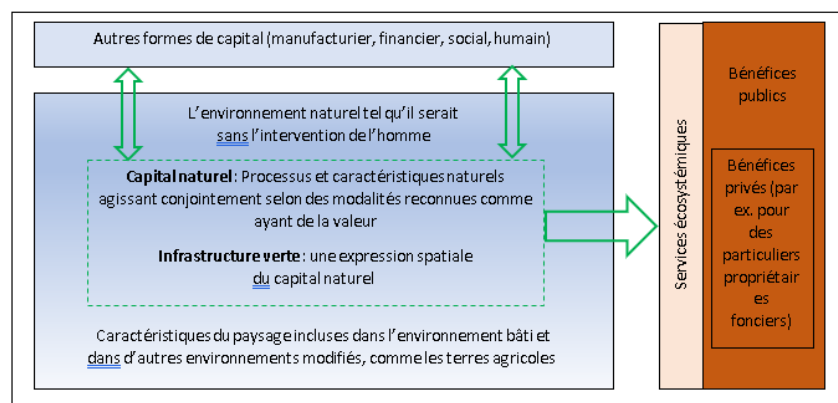 Autres formes de capital (manufacturier, financier, social, humain)
L'environnement naturel tel qu'il serait
sans l'intervention de l'homme
Capital naturel : Processus et caractéristiques naturels
agissant conjointement selon des modalités reconnues comme
ayant de la valeur
Infrastructure verte : une expression spatiale
du capital naturel
Caractéristiques du paysage incluses dans l'environnement bâti et
dans d'autres environnements modifiés, comme les terres agricoles
Services écosystémiques
Bénéfices
publics
Bénéfices
privés (par
ex. pour
des
particuliers
propriétair
es
fonciers)